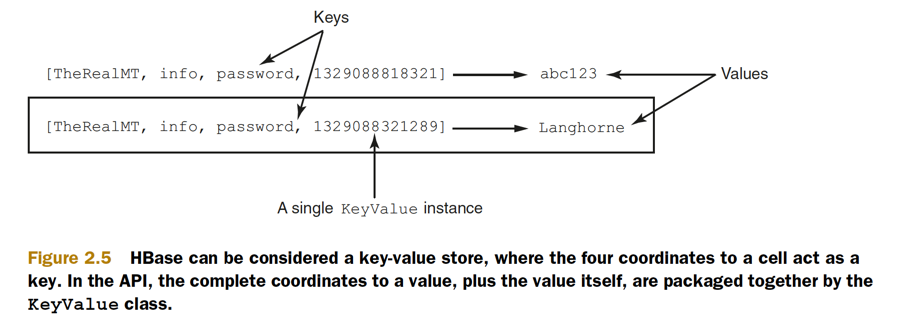 Keys
[TheRealMT, info, password, 1329088818321] abc123 Values
[TheRealMT, info, password, 1329088321289] Langhorne
A single KeyValue instance
Figure 2.5 HBase can be considered a key-value store, where the four coordinates to a cell act as a
key. In the API, the complete coordinates to a value, plus the value itself, are packaged together by the
KeyValue class.